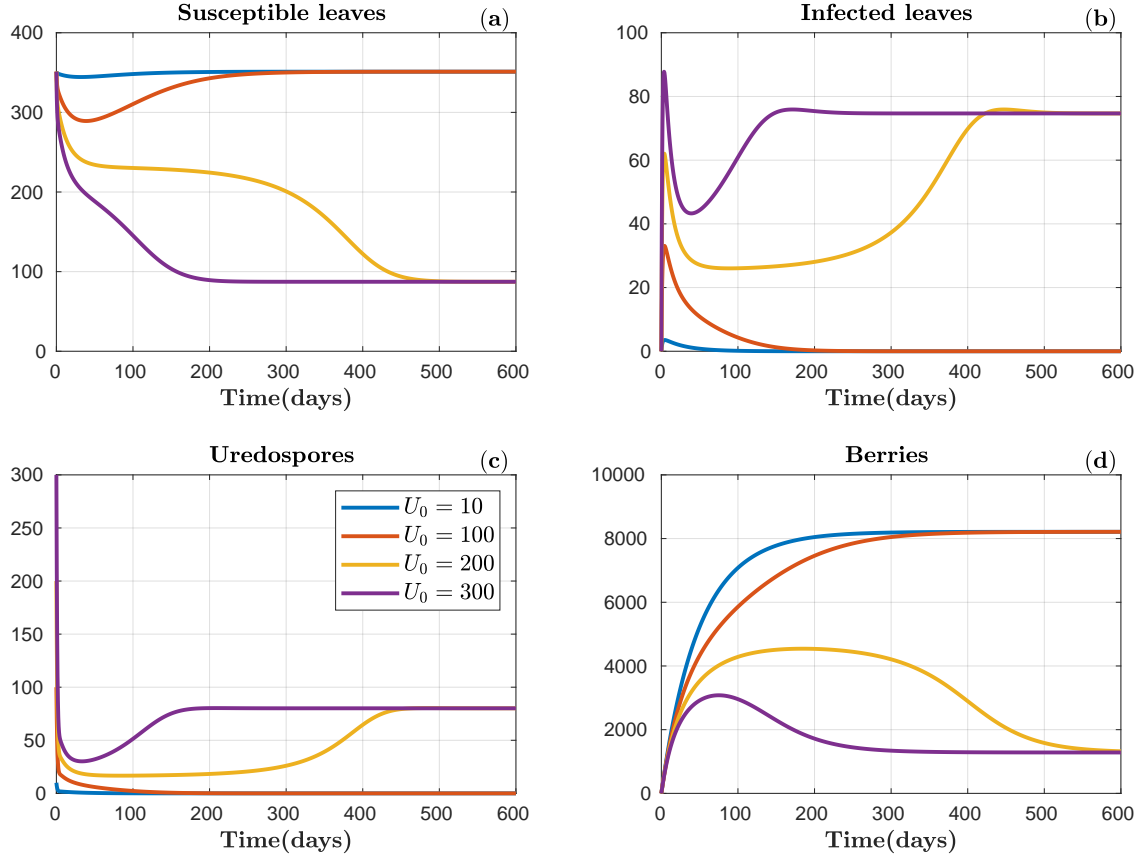 Susceptible leaves
(a)
400
300
200
100
0
0 100 200 300 400 500 600
Time(days)
Infected leaves
(b)
100
80
60
40
20
0
0 100 200 300 400 500 600
Time(days)
Uredospores
(c)
300
250
200
150
100
50
0
U₀ = 10
U₀ = 100
U₀ = 200
U₀ = 300
0 100 200 300 400 500 600
Time(days)
Berries
(d)
10000
8000
6000
4000
2000
0
0 100 200 300 400 500 600
Time(days)